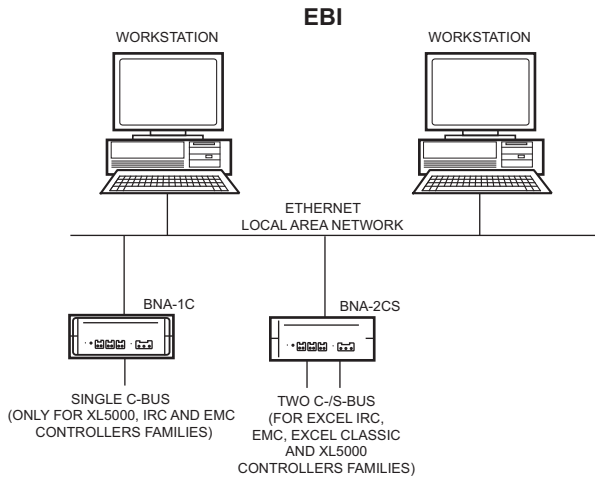 EBI
WORKSTATION
WORKSTATION
ETHERNET
LOCAL AREA NETWORK
BNA-1C
BNA-2CS
SINGLE C-BUS
(ONLY FOR XL5000, IRC AND EMC
CONTROLLERS FAMILIES)
TWO C-/S-BUS
(FOR EXCEL IRC,
EMC, EXCEL CLASSIC
AND XL5000
CONTROLLERS FAMILIES)